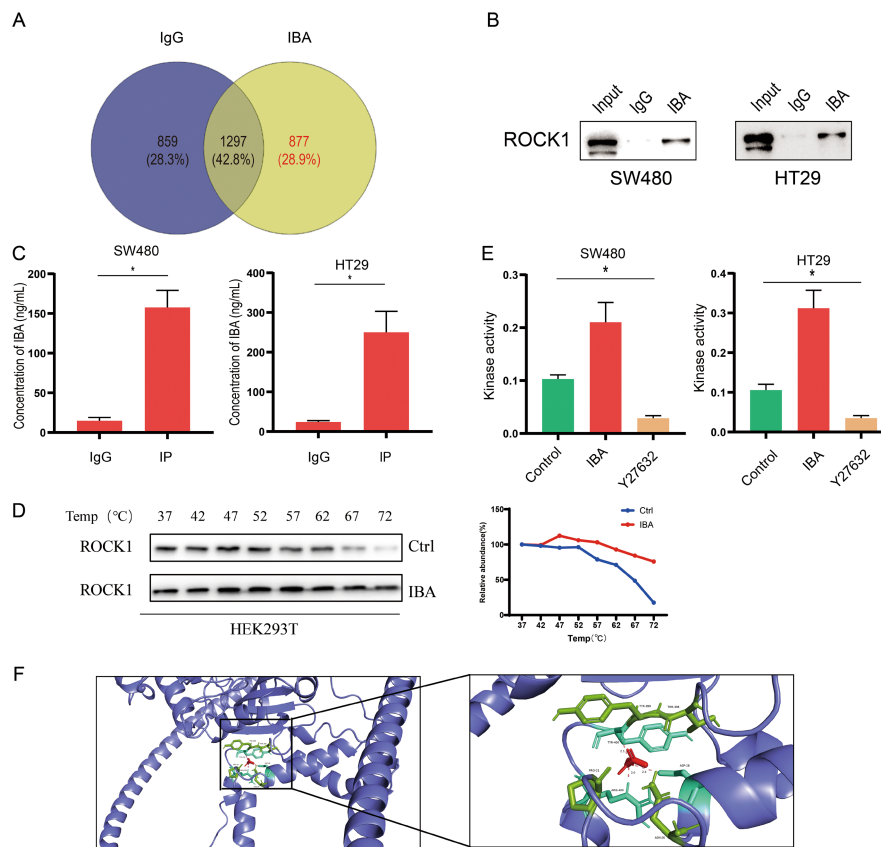 A
IgG
IBA
859
(28.3%)
1297
(42.8%)
877
(28.9%)
B
Input
IgG
IBA
Input
IgG
IBA
ROCK1
SW480
HT29
C
SW480
*
Concentration of IBA (ng/mL)
200
150
100
50
0
IgG
IP
HT29
*
Concentration of IBA (ng/mL)
400
300
200
100
0
IgG
IP
E
SW480
*
Kinase activity
0.3
0.2
0.1
0.0
Control
IBA
Y27632
HT29
*
Kinase activity
0.4
0.3
0.2
0.1
0.0
Control
IBA
Y27632
D
Temp (℃) 37 42 47 52 57 62 67 72
ROCK1
Ctrl
ROCK1
IBA
HEK293T
Relative abundance(%)
150
100
50
0
37 42 47 52 57 62 67 72
Temp(℃)
Ctrl
IBA
F